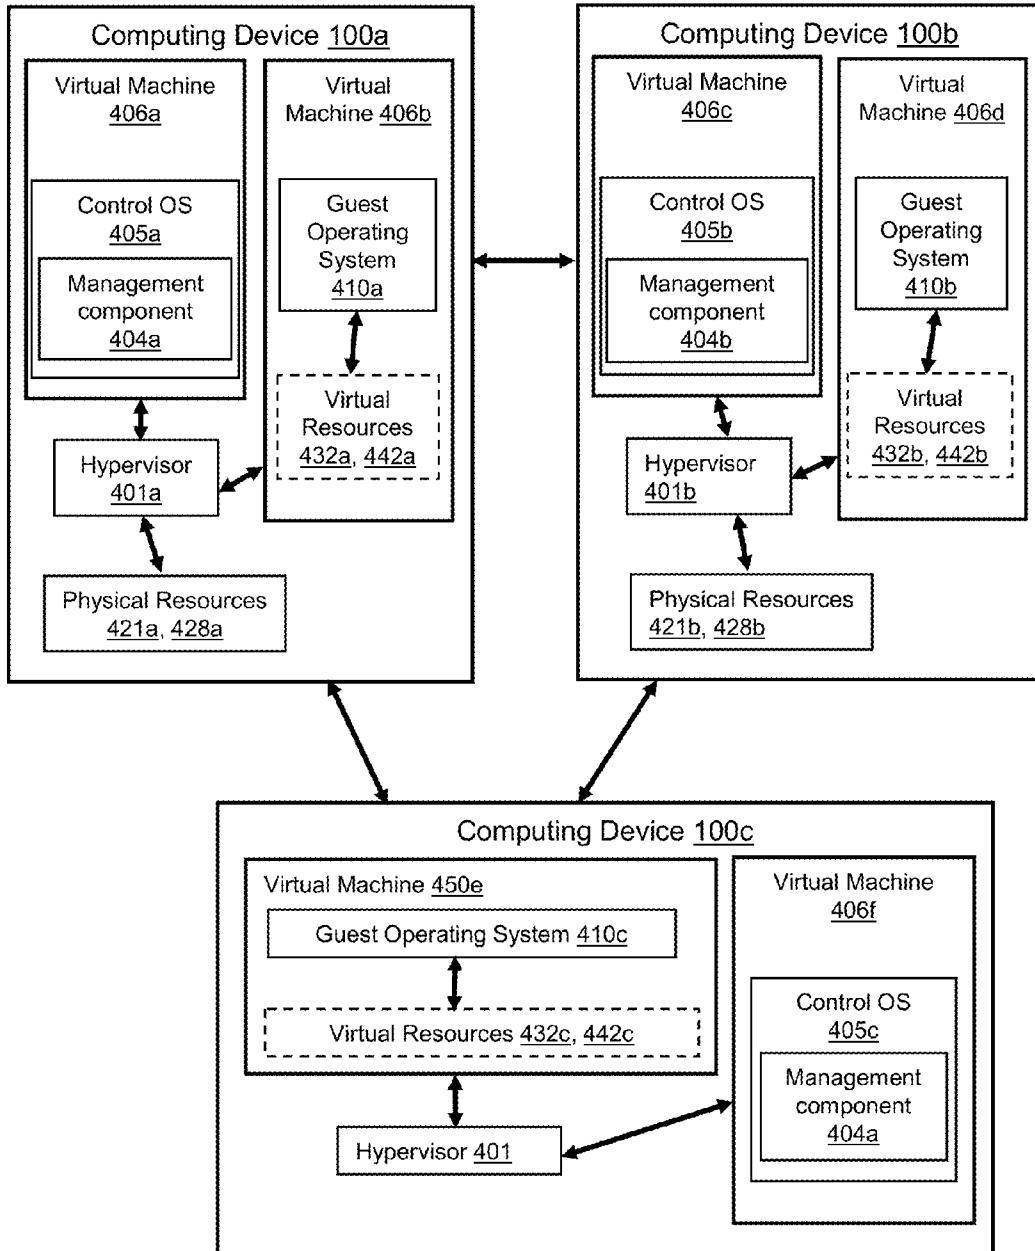 Computing Device 100a
Virtual Machine
406a
Control OS
405a
Management
component
404a
Virtual
Machine 406b
Guest
Operating
System
410a
Virtual
Resources
432a, 442a
Hypervisor
401a
Physical Resources
421a, 428a
Computing Device 100b
Virtual Machine
406c
Control OS
405b
Management
component
404b
Virtual
Machine 406d
Guest
Operating
System
410b
Virtual
Resources
432b, 442b
Hypervisor
401b
Physical Resources
421b, 428b
Computing Device 100c
Virtual Machine 450e
Guest Operating System 410c
Virtual Resources 432c, 442c
Hypervisor 401
Virtual Machine
406f
Control OS
405c
Management
component
404a